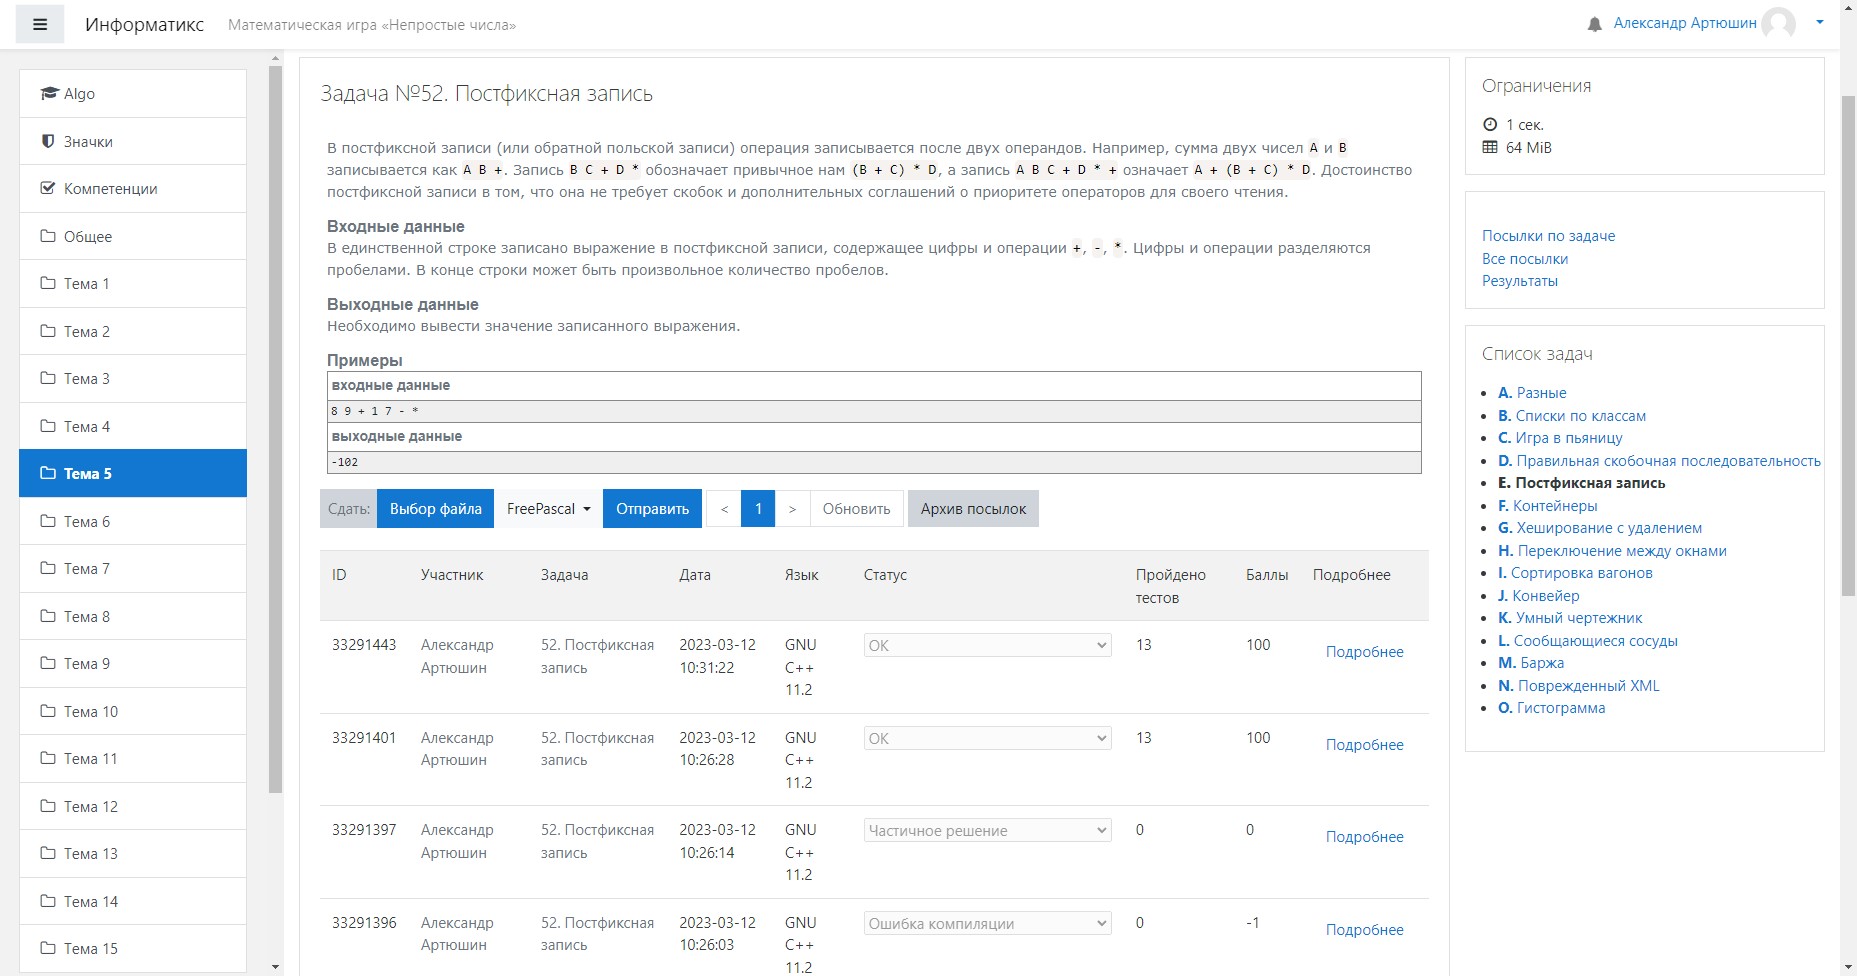 Информатикс
Математическая игра «Непростые числа»
Александр Артюшин
Algo
Значки
Компетенции
Общее
Тема 1
Тема 2
Тема 3
Тема 4
Тема 5
Тема 6
Тема 7
Тема 8
Тема 9
Тема 10
Тема 11
Тема 12
Тема 13
Тема 14
Тема 15
Задача №52. Постфиксная запись
В постфиксной записи (или обратной польской записи) операция записывается после двух операндов. Например, сумма двух чисел A и B
записывается как A B +. Запись B C + D * обозначает привычное нам (B + C) * D, а запись A B C + D * + означает A + (B + C) * D. Достоинство
постфиксной записи в том, что она не требует скобок и дополнительных соглашений о приоритете операторов для своего чтения.
Входные данные
В единственной строке записано выражение в постфиксной записи, содержащее цифры и операции +, -, *. Цифры и операции разделяются
пробелами. В конце строки может быть произвольное количество пробелов.
Выходные данные
Необходимо вывести значение записанного выражения.
Примеры
входные данные
8 9 + 1 7 - *
выходные данные
-102
Сдать: Выбор файла FreePascal Отправить < 1 > Обновить Архив посылок
ID Участник Задача Дата Язык Статус Пройдено Баллы Подробнее
тестов
33291443 Александр 52. Постфиксная 2023-03-12 GNU OK 13 100 Подробнее
Артюшин запись 10:31:22 C++
11.2
33291401 Александр 52. Постфиксная 2023-03-12 GNU OK 13 100 Подробнее
Артюшин запись 10:26:28 C++
11.2
33291397 Александр 52. Постфиксная 2023-03-12 GNU Частичное решение 0 0 Подробнее
Артюшин запись 10:26:14 C++
11.2
33291396 Александр 52. Постфиксная 2023-03-12 GNU Ошибка компиляции 0 -1 Подробнее
Артюшин запись 10:26:03 C++
11.2
Ограничения
1 сек.
64 MiB
Посылки по задаче
Все посылки
Результаты
Список задач
A. Разные
B. Списки по классам
C. Игра в пьяницу
D. Правильная скобочная последовательность
E. Постфиксная запись
F. Контейнеры
G. Хеширование с удалением
H. Переключение между окнами
I. Сортировка вагонов
J. Конвейер
K. Умный чертежник
L. Сообщающиеся сосуды
M. Баржа
N. Поврежденный XML
O. Гистограмма